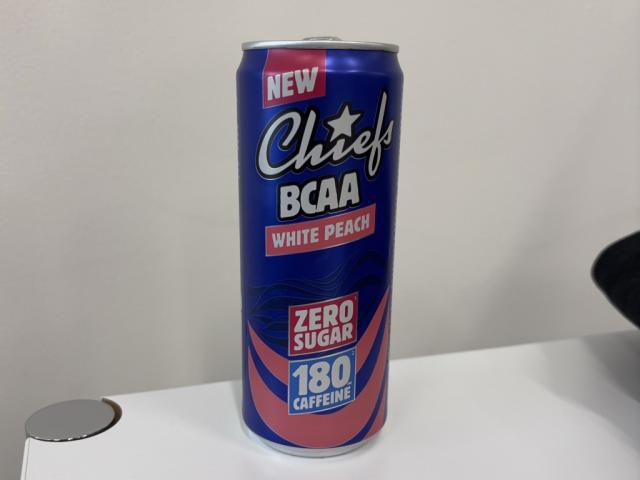 NEW
Chiefs
BCAA
WHITE PEACH
ZERO
SUGAR
180
CAFFEINE